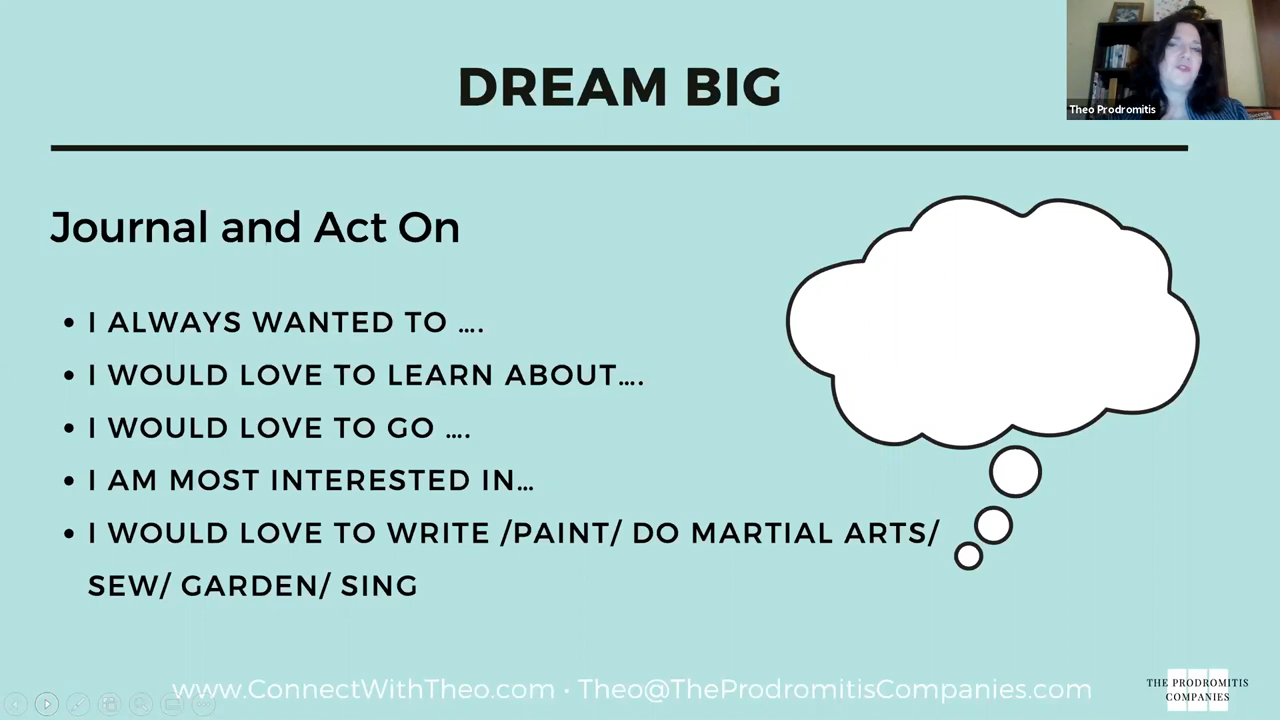 DREAM BIG
Theo Prodromitis
Journal and Act On
• I ALWAYS WANTED TO ....
• I WOULD LOVE TO LEARN ABOUT....
• I WOULD LOVE TO GO ....
• I AM MOST INTERESTED IN...
• I WOULD LOVE TO WRITE /PAINT/ DO MARTIAL ARTS/
SEW/ GARDEN/ SING
www.ConnectWithTheo.com • Theo@TheProdromitisCompanies.com
THE PRODROMITIS
COMPANIES